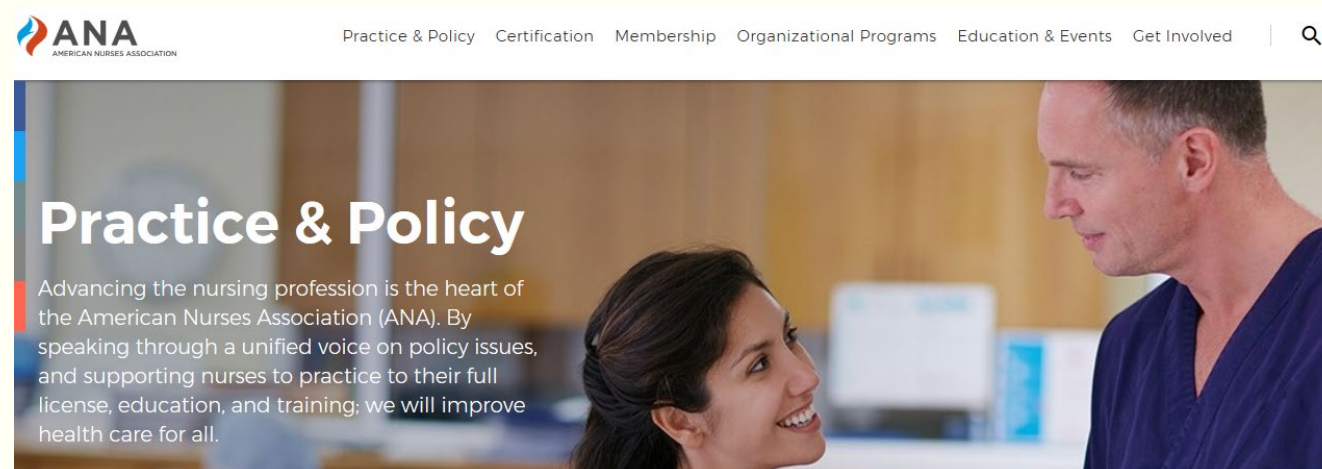 ANA
AMERICAN NURSES ASSOCIATION
Practice & Policy Certification Membership Organizational Programs Education & Events Get Involved
Practice & Policy
Advancing the nursing profession is the heart of
the American Nurses Association (ANA). By
speaking through a unified voice on policy issues,
and supporting nurses to practice to their full
license, education, and training; we will improve
health care for all.